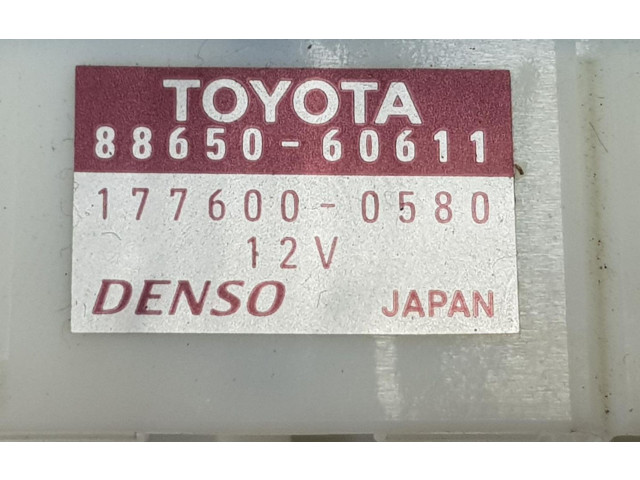 TOYOTA
88650-60611
177600-0580
12V
DENSO JAPAN